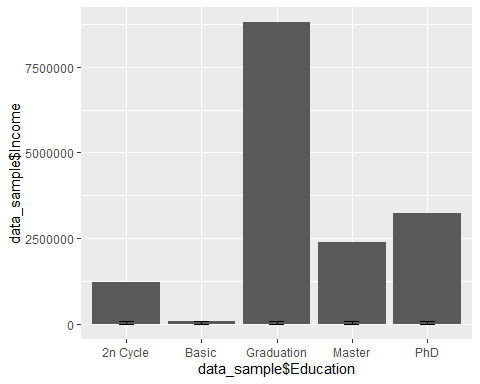 data_sample$Income
7500000
5000000
2500000
0
2n Cycle
Basic
Graduation
Master
PhD
data_sample$Education